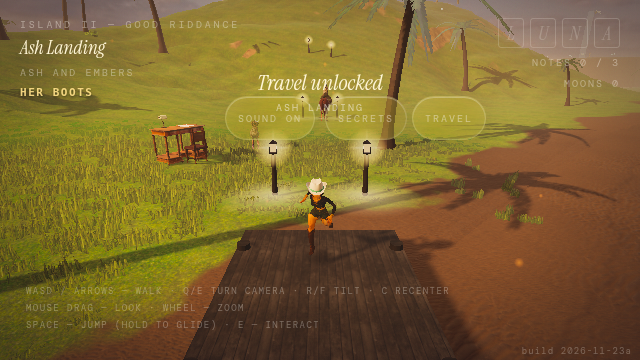 ISLAND II — GOOD RIDDANCE
Ash Landing
ASH AND EMBERS
HER BOOTS
LUNA
NOTES 0 / 3
MOONS 0
Travel unlocked
ASH LANDING
SOUND ON
SECRETS
TRAVEL
WASD / ARROWS — WALK · Q/E TURN CAMERA · R/F TILT · C RECENTER
MOUSE DRAG — LOOK · WHEEL — ZOOM
SPACE — JUMP (HOLD TO GLIDE) · E — INTERACT
build 2026-11-23a